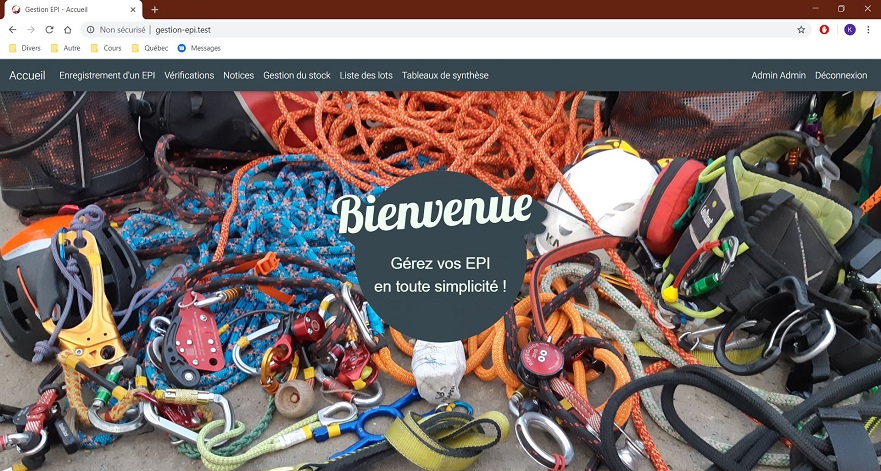 Gestion EPI - Accueil
Non sécurisé | gestion-epi.test
K
Divers Autre Cours Québec Messages
Accueil Enregistrement d'un EPI Vérifications Notices Gestion du stock Liste des lots Tableaux de synthèse Admin Admin Déconnexion
Bienvenue
Gérez vos EPI
en toute simplicité !